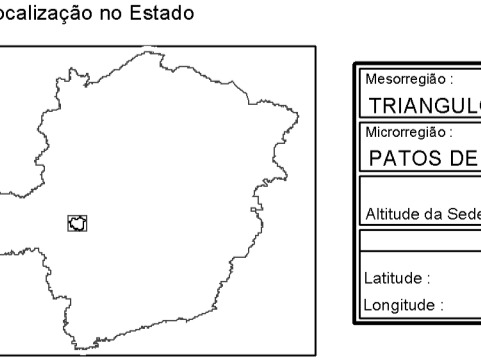 ocalização no Estado
Mesorregião :
TRIANGULO
Microrregião :
PATOS DE
Altitude da Sede
Latitude :
Longitude :